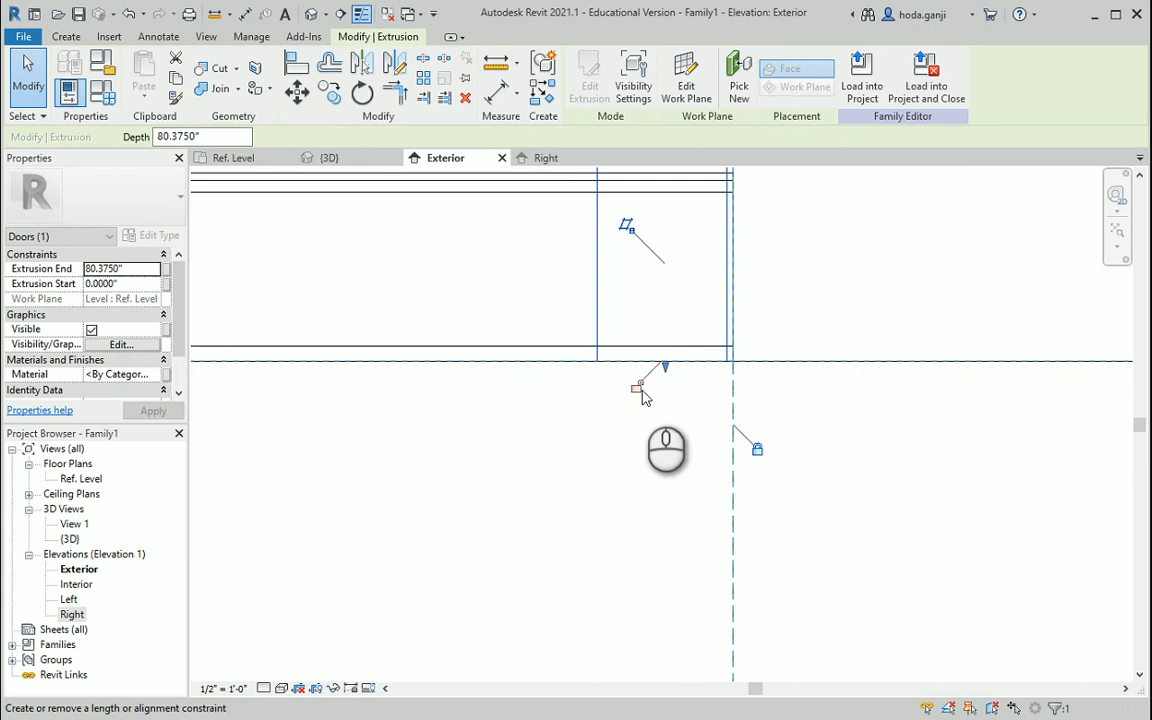 Autodesk Revit 2021.1 - Educational Version - Family1 - Elevation: Exterior
hoda.ganji
File Create Insert Annotate View Manage Add-Ins Modify | Extrusion
Modify
Paste
Cut
Join
Edit Extrusion
Visibility Settings
Edit Work Plane
Pick New
Face
Work Plane
Load into Project
Load into Project and Close
Select Properties Clipboard Geometry Modify Measure Create Mode Work Plane Placement Family Editor
Modify | Extrusion Depth 80.3750"
Properties
Ref. Level {3D} Exterior Right
R
Doors (1) Edit Type
Constraints
Extrusion End 80.3750"
Extrusion Start 0.0000"
Work Plane Level : Ref. Level
Graphics
Visible
Visibility/Grap... Edit...
Materials and Finishes
Material <By Categor...
Identity Data
Properties help Apply
Project Browser - Family1
Views (all)
Floor Plans
Ref. Level
Ceiling Plans
3D Views
View 1
{3D}
Elevations (Elevation 1)
Exterior
Interior
Left
Right
Sheets (all)
Families
Groups
Revit Links
1/2" = 1'-0"
Create or remove a length or alignment constraint
:1
2D